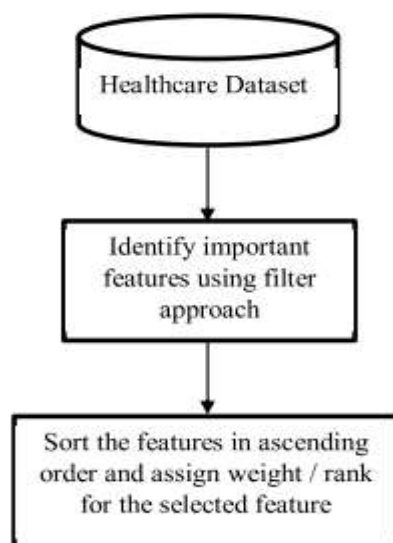 Healthcare Dataset
Identify important
features using filter
approach
Sort the features in ascending
order and assign weight / rank
for the selected feature